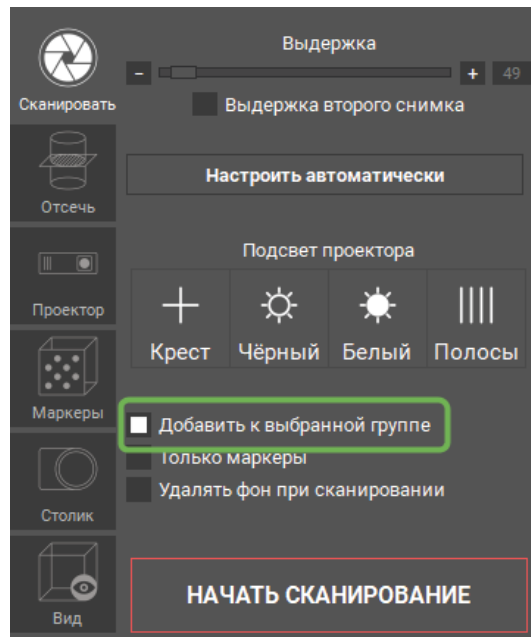 Выдержка
- + 49
Сканировать
Выдержка второго снимка
Настроить автоматически
Отсечь
Подсвет проектора
Проектор
Крест Чёрный Белый Полосы
Маркеры
Добавить к выбранной группе
Только маркеры
Удалять фон при сканировании
Столик
НАЧАТЬ СКАНИРОВАНИЕ
Вид